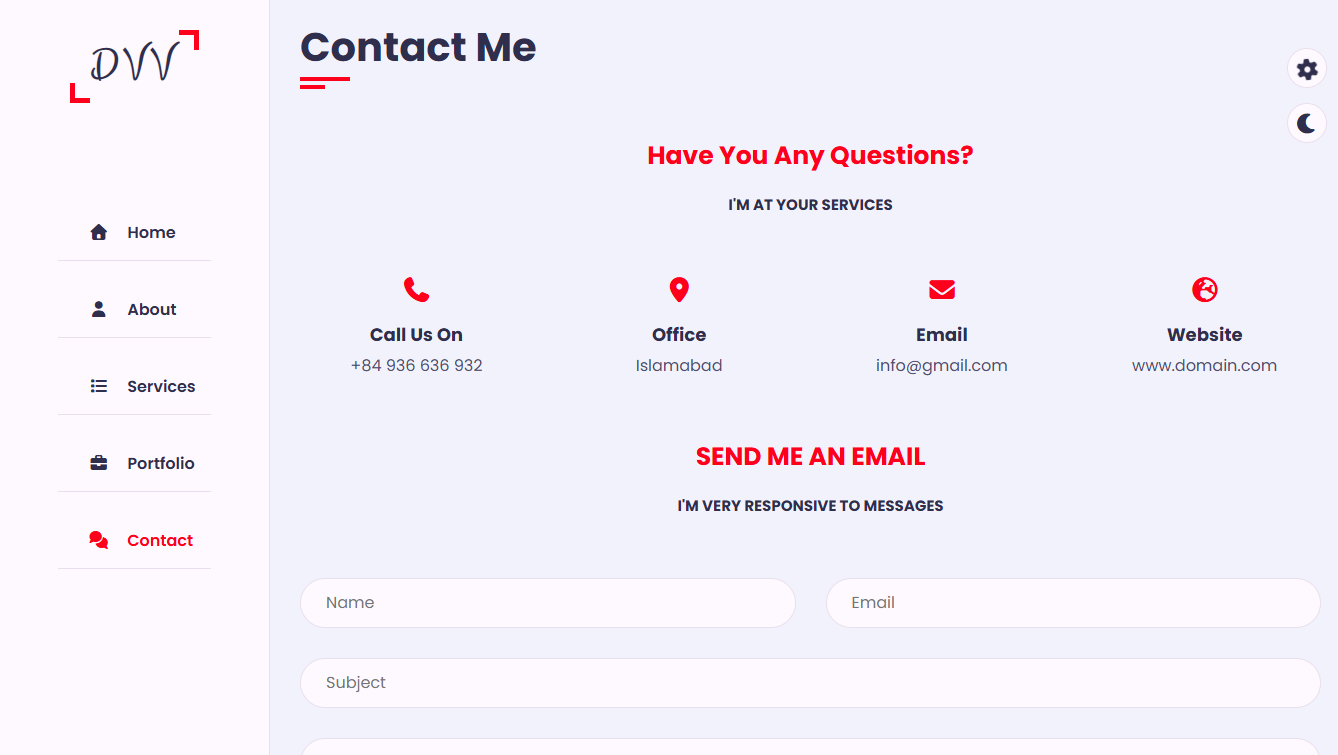 DVV
Home
About
Services
Portfolio
Contact
Contact Me
Have You Any Questions?
I'M AT YOUR SERVICES
Call Us On
+84 936 636 932
Office
Islamabad
Email
info@gmail.com
Website
www.domain.com
SEND ME AN EMAIL
I'M VERY RESPONSIVE TO MESSAGES
Name
Email
Subject